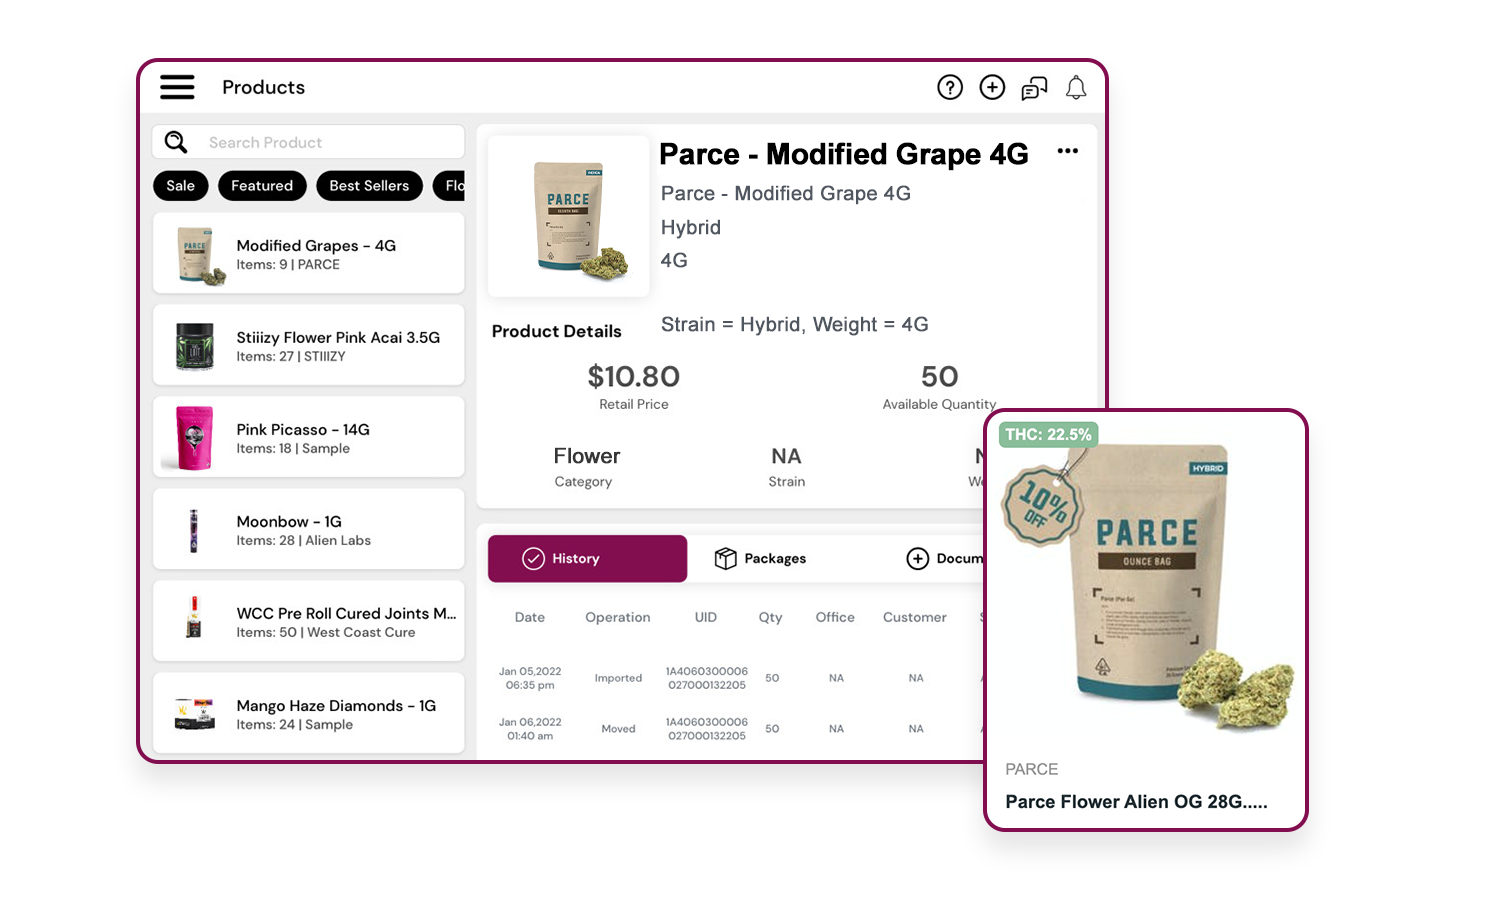 Products
Search Product
Sale
Featured
Best Sellers
Flo
Modified Grapes - 4G
Items: 9 | PARCE
Stiiizy Flower Pink Acai 3.5G
Items: 27 | STIIIZY
Pink Picasso - 14G
Items: 18 | Sample
Moonbow - 1G
Items: 28 | Alien Labs
WCC Pre Roll Cured Joints M...
Items: 50 | West Coast Cure
Mango Haze Diamonds - 1G
Items: 24 | Sample
PARCE
Parce - Modified Grape 4G
Parce - Modified Grape 4G
Hybrid
4G
Product Details
Strain = Hybrid, Weight = 4G
$10.80
Retail Price
50
Available Quantity
Flower
Category
NA
Strain
N
We
History
Packages
Docum
Date Operation UID Qty Office Customer
Jan 05,2022
06:35 pm
Imported
1A4060300006
027000132205
50
NA
NA
Jan 06,2022
01:40 am
Moved
1A4060300006
027000132205
50
NA
NA
THC: 22.5%
10%
OFF
HYBRID
PARCE
OUNCE BAG
PARCE
Parce Flower Alien OG 28G.....